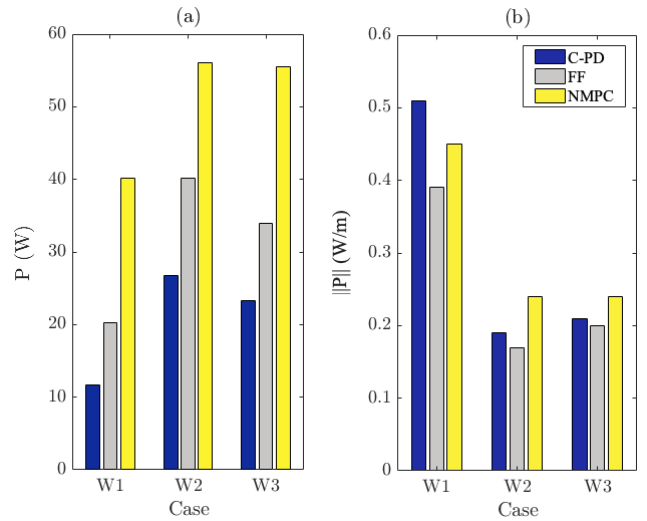 (a)
60
50
40
30
20
10
0
P (W)
W1 W2 W3
Case
(b)
0.6
0.5
0.4
0.3
0.2
0.1
0
||P|| (W/m)
C-PD
FF
NMPC
W1 W2 W3
Case